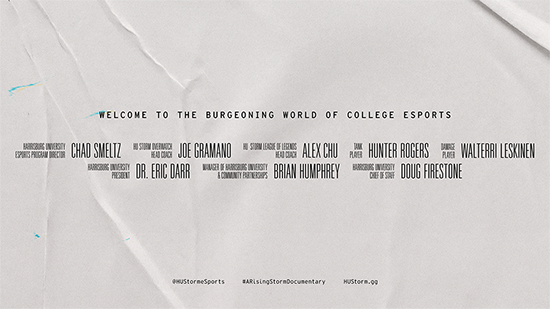 WELCOME TO THE BURGEONING WORLD OF COLLEGE ESPORTS
HARRISBURG UNIVERSITY ESPORTS PROGRAM DIRECTOR CHAD SMELTZ HU STORM OVERWATCH HEAD COACH JOE GRAMANO HU STORM LEAGUE OF LEGENDS HEAD COACH ALEX CHU TANK PLAYER HUNTER ROGERS DAMAGE PLAYER WALTERRI LESKINEN
HARRISBURG UNIVERSITY PRESIDENT DR. ERIC DARR MANAGER OF HARRISBURG UNIVERSITY & COMMUNITY PARTNERSHIPS BRIAN HUMPHREY HARRISBURG UNIVERSITY CHIEF OF STAFF DOUG FIRESTONE
@HUStormeSports #ARisingStormDocumentary HUStorm.gg